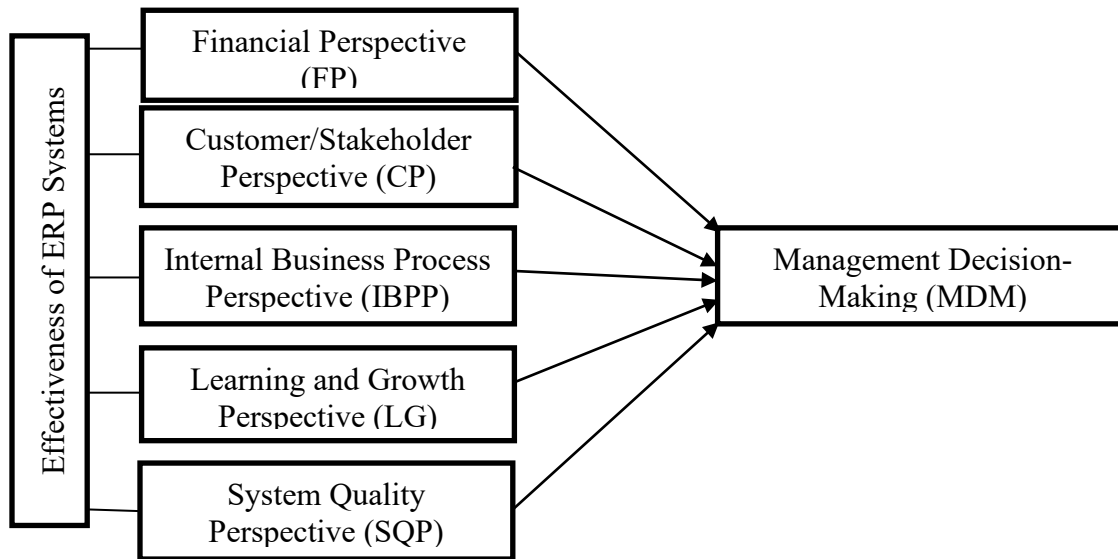 Effectiveness of ERP Systems
Financial Perspective
(FP)
Customer/Stakeholder
Perspective (CP)
Internal Business Process
Perspective (IBPP)
Learning and Growth
Perspective (LG)
System Quality
Perspective (SQP)
Management Decision-
Making (MDM)